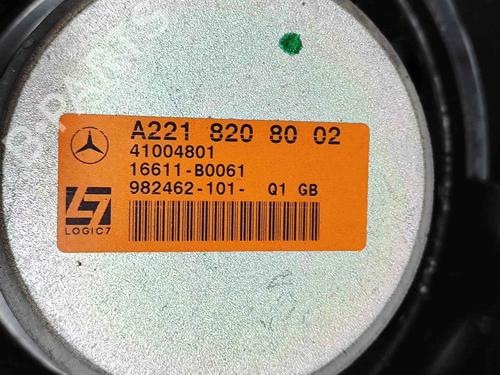 A221 820 80 02
41004801
16611-B0061
982462-101- Q1 GB
LOGIC7